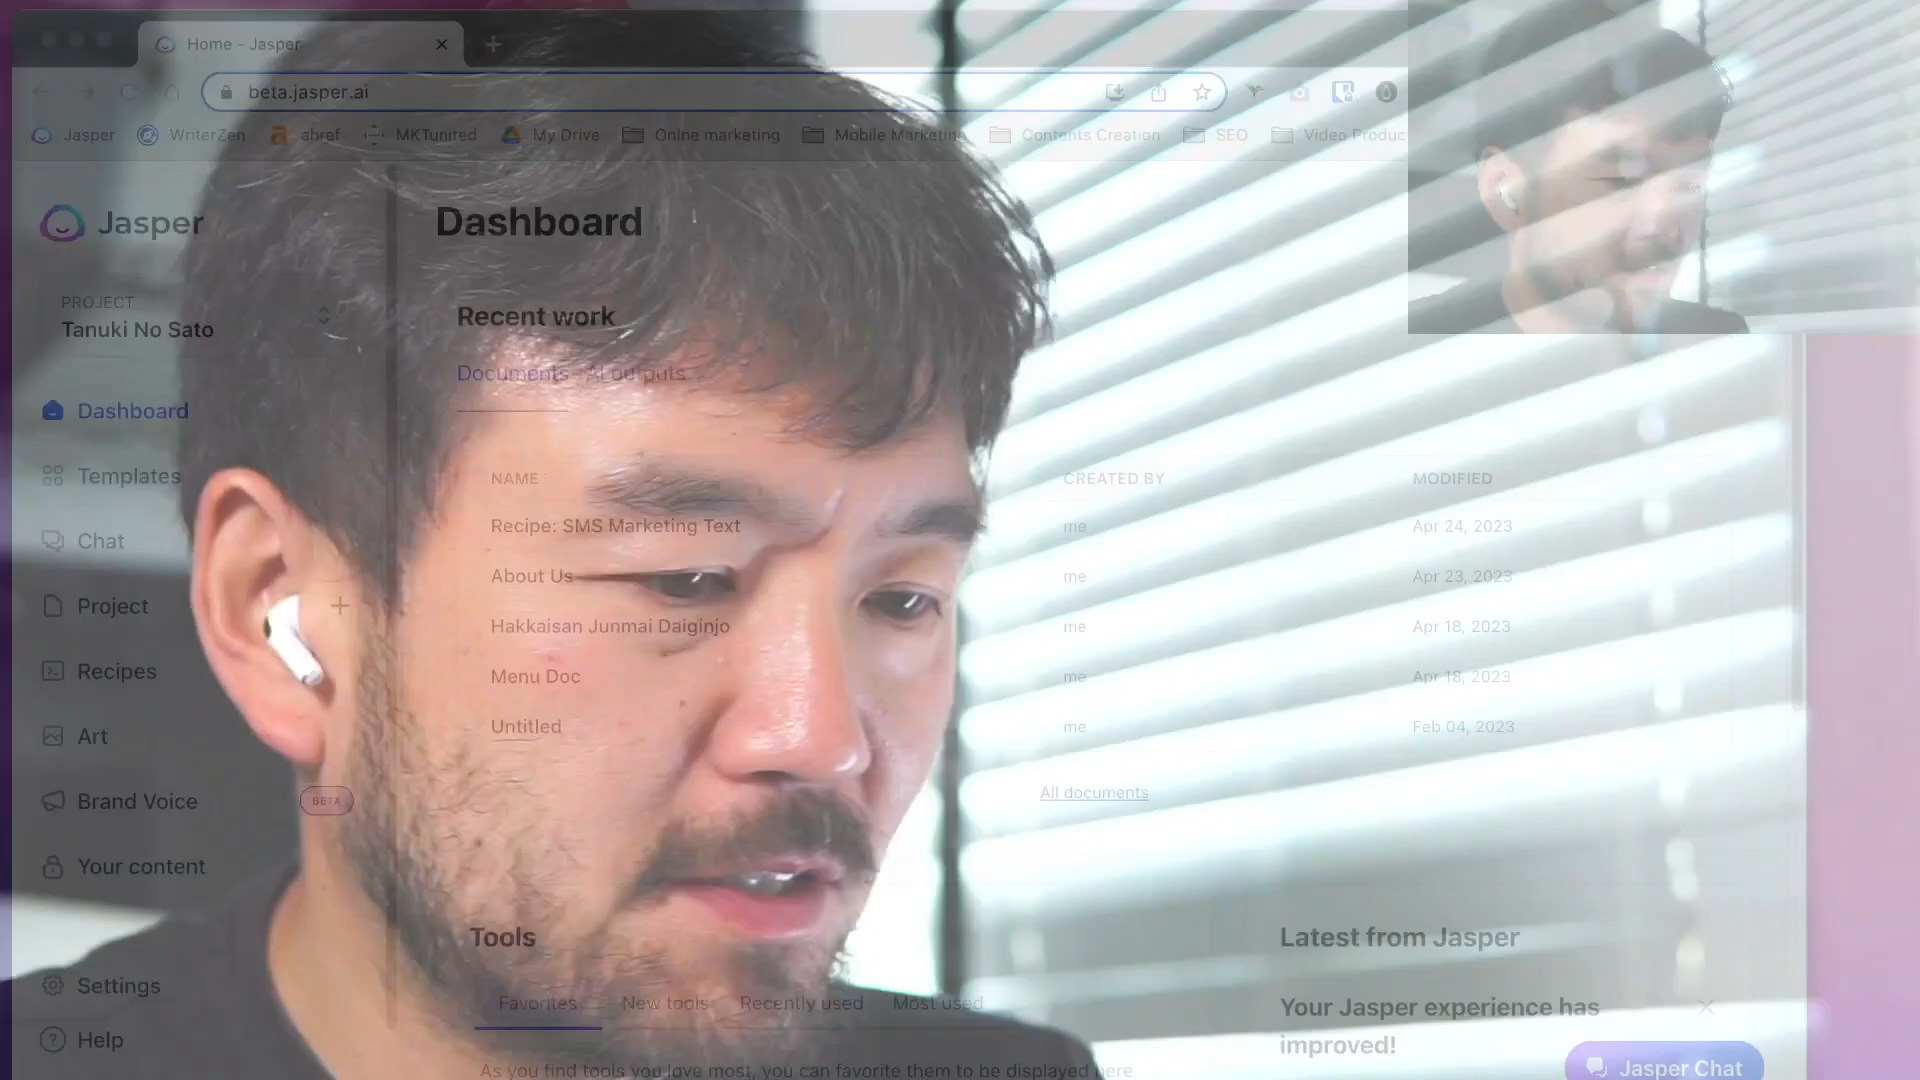 Home - Jasper
beta.jasper.ai
Jasper WriterZen ahref MKTunited My Drive Onlne marketing Mobile Marketing Contents Creation SEO Video Produc
Jasper
PROJECT
Tanuki No Sato
Dashboard
Templates
Chat
Project
Recipes
Art
Brand Voice BETA
Your content
Settings
Help
Dashboard
Recent work
Documents AI outputs
NAME CREATED BY MODIFIED
Recipe: SMS Marketing Text me Apr 24, 2023
About Us me Apr 23, 2023
Hakkaisan Junmai Daiginjo me Apr 18, 2023
Menu Doc me Apr 18, 2023
Untitled me Feb 04, 2023
All documents
Tools
Favorites New tools Recently used Most used
As you find tools you love most, you can favorite them to be displayed here
Latest from Jasper
Your Jasper experience has
improved!
Jasper Chat